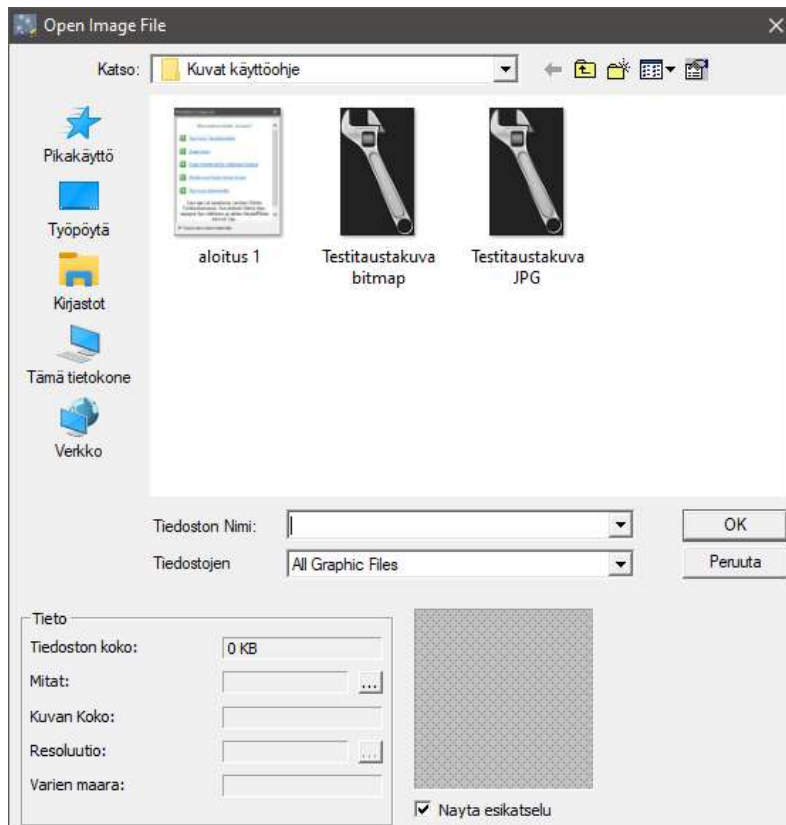 Open Image File
Katso:
Kuvat käyttöohje
Pikakäyttö
Työpöytä
Kirjastot
Tämä tietokone
Verkko
aloitus 1
Testitaustakuva
bitmap
Testitaustakuva
JPG
Tiedoston Nimi:
OK
Tiedostojen
All Graphic Files
Peruuta
Tieto
Tiedoston koko:
0 KB
Mitat:
...
Kuvan Koko:
Resoluutio:
...
Varien maara:
Nayta esikatselu